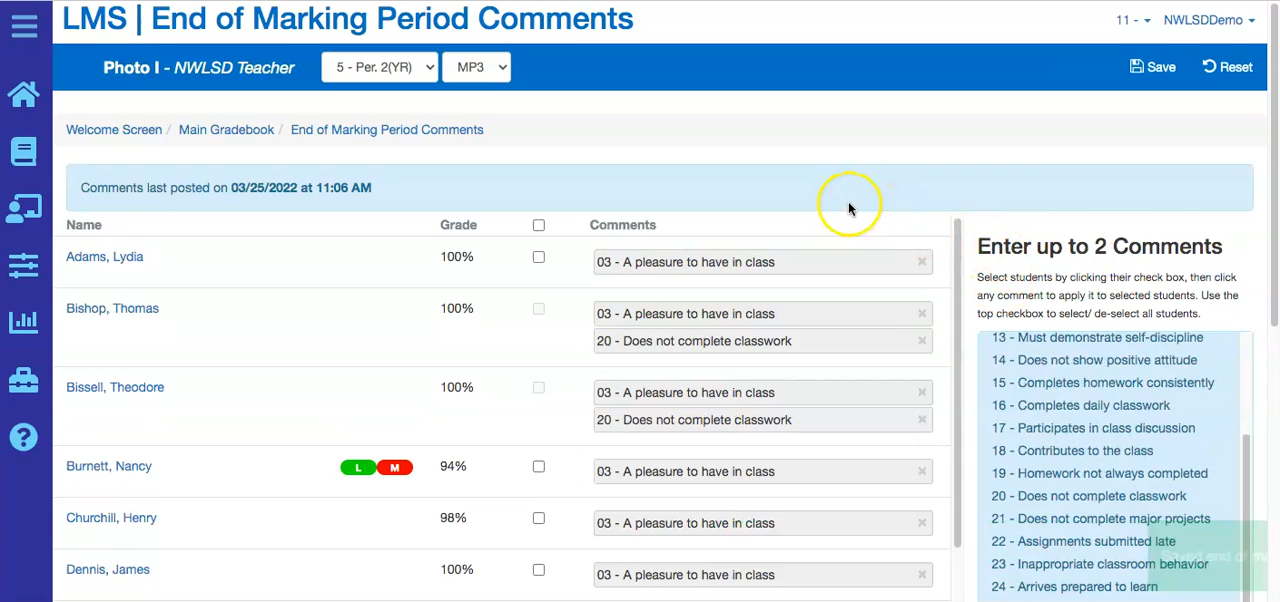 LMS | End of Marking Period Comments
11 - NWLSDDemo
Photo I - NWLSD Teacher 5 - Per. 2(YR) MP3 Save Reset
Welcome Screen / Main Gradebook / End of Marking Period Comments
Comments last posted on 03/25/2022 at 11:06 AM
Name Grade Comments
Adams, Lydia 100% 03 - A pleasure to have in class
Bishop, Thomas 100% 03 - A pleasure to have in class
20 - Does not complete classwork
Bissell, Theodore 100% 03 - A pleasure to have in class
20 - Does not complete classwork
Burnett, Nancy L M 94% 03 - A pleasure to have in class
Churchill, Henry 98% 03 - A pleasure to have in class
Dennis, James 100% 03 - A pleasure to have in class
Enter up to 2 Comments
Select students by clicking their check box, then click
any comment to apply it to selected students. Use the
top checkbox to select/ de-select all students.
13 - Must demonstrate self-discipline
14 - Does not show positive attitude
15 - Completes homework consistently
16 - Completes daily classwork
17 - Participates in class discussion
18 - Contributes to the class
19 - Homework not always completed
20 - Does not complete classwork
21 - Does not complete major projects
22 - Assignments submitted late
23 - Inappropriate classroom behavior
24 - Arrives prepared to learn
Saved end of